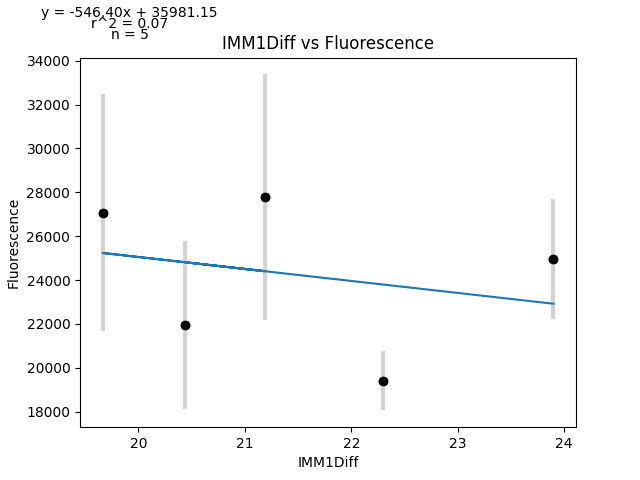 y = -546.40x + 35981.15
r^2 = 0.07
n = 5
IMM1Diff vs Fluorescence
34000
32000
30000
28000
26000
24000
22000
20000
18000
Fluorescence
20 21 22 23 24
IMM1Diff